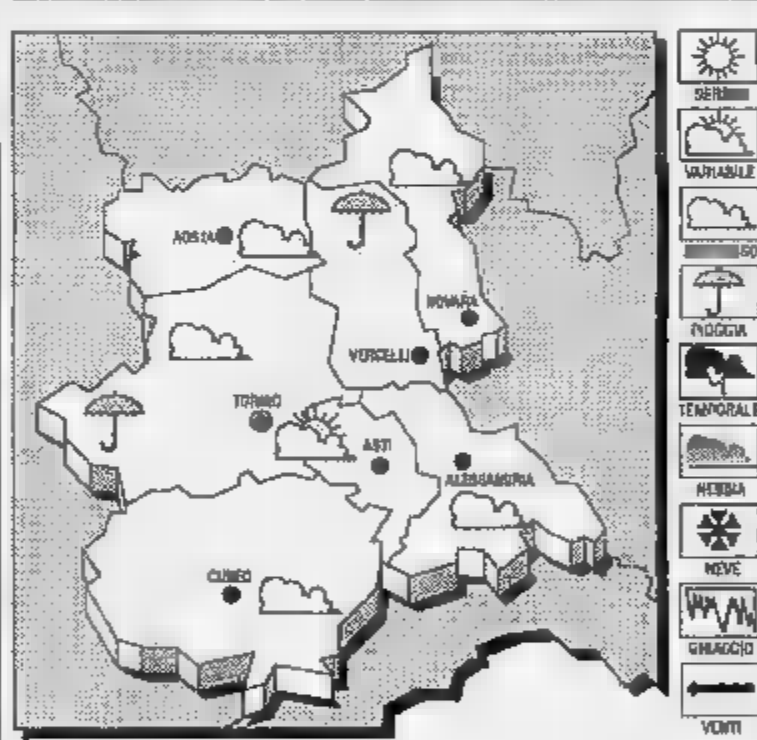 AOSTA
NOVARA
VERCELLI
TORINO
ASTI
ALESSANDRIA
CUNEO
VARIABILE
PIOGGIA
TEMPORALE
NEBBIA
NEVE
GHIACCIO
VENTI